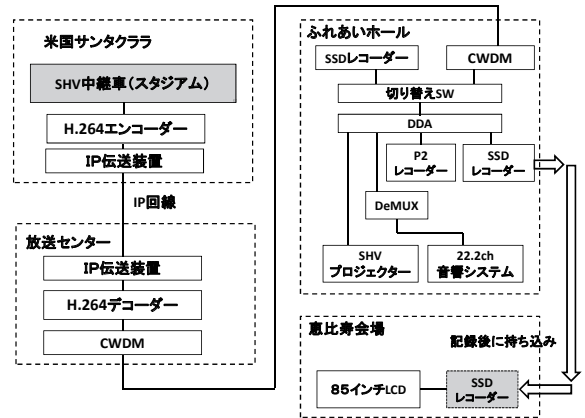 米国サンタクララ
SHV中継車(スタジアム)
H.264エンコーダー
IP伝送装置
IP回線
放送センター
IP伝送装置
H.264デコーダー
CWDM
ふれあいホール
SSDレコーダー
CWDM
切り替えSW
DDA
P2
レコーダー
SSD
レコーダー
DeMUX
SHV
プロジェクター
22.2ch
音響システム
恵比寿会場
記録後に持ち込み
85インチLCD
SSD
レコーダー